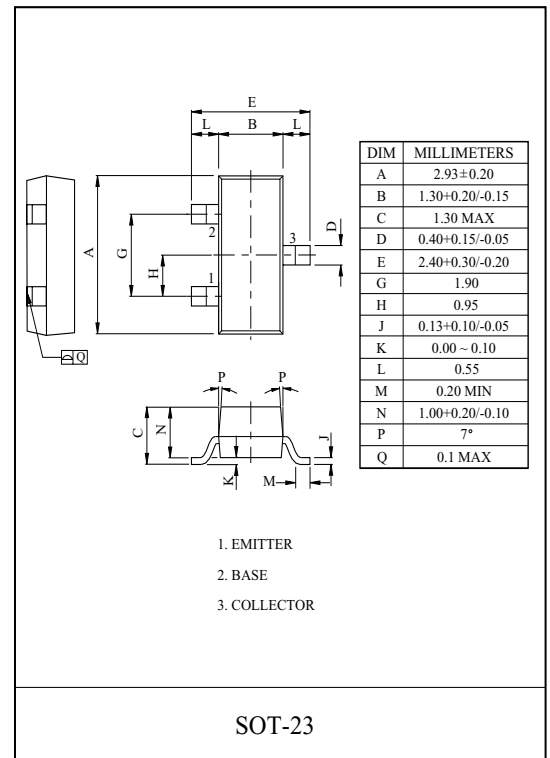 E
L B L
A
G
H
2
1
3
D
DIM MILLIMETERS
A 2.93±0.20
B 1.30+0.20/-0.15
C 1.30 MAX
D 0.40+0.15/-0.05
E 2.40+0.30/-0.20
G 1.90
H 0.95
J 0.13+0.10/-0.05
K 0.00 ~ 0.10
L 0.55
M 0.20 MIN
N 1.00+0.20/-0.10
P 7°
Q 0.1 MAX
Q
P P
C
N
K
M
J
1. EMITTER
2. BASE
3. COLLECTOR
SOT-23